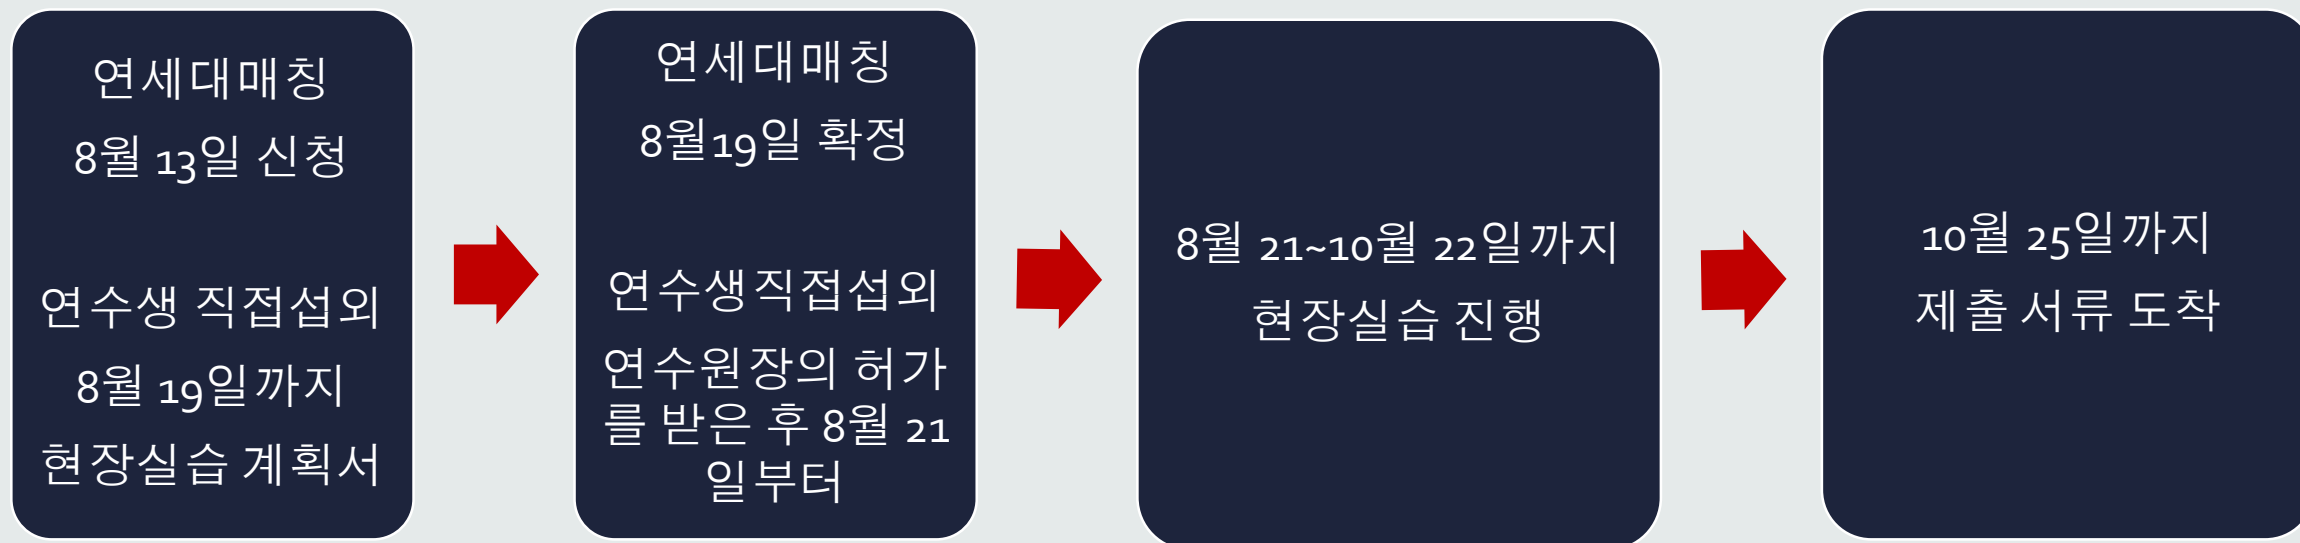 연세대매칭
8월 13일 신청
연수생 직접섭외
8월 19일까지
현장실습 계획서
연세대매칭
8월19일 확정
연수생직접섭외
연수원장의 허가
를 받은 후 8월 21
일부터
8월 21~10월 22일까지
현장실습 진행
10월 25일까지
제출 서류 도착